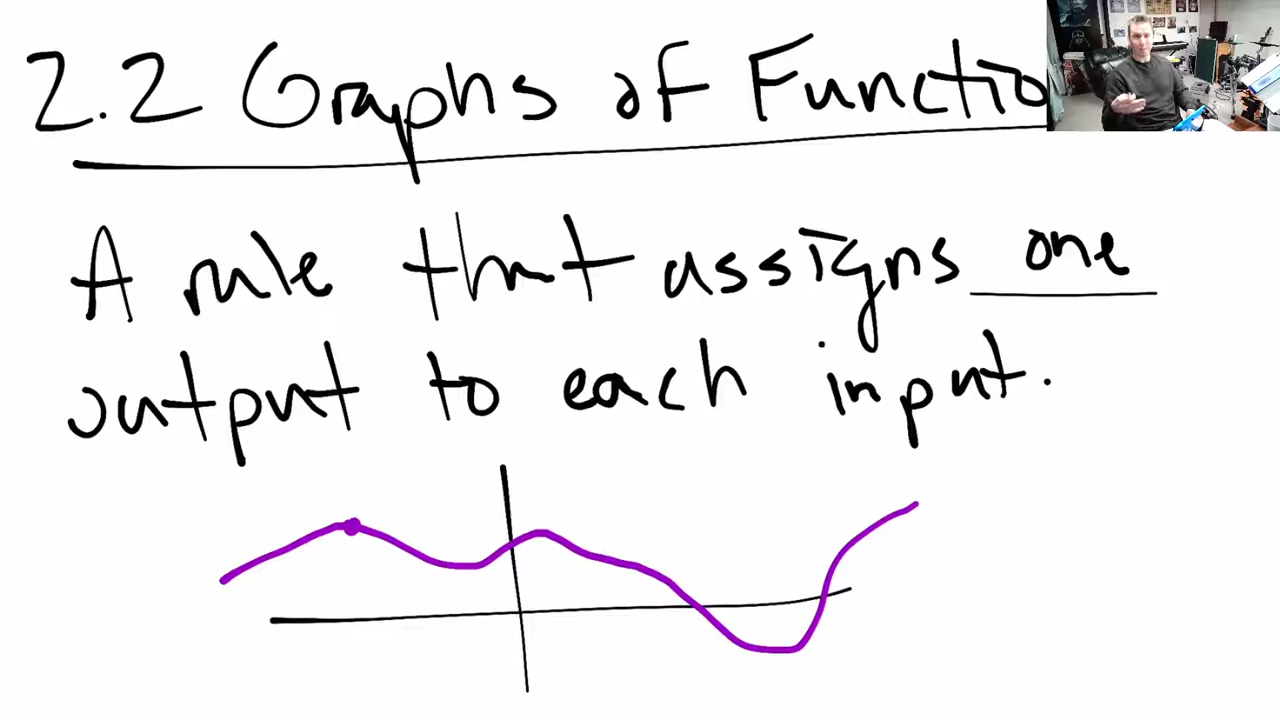 2.2 Graphs of Functio
A rule that assigns one
output to each input.